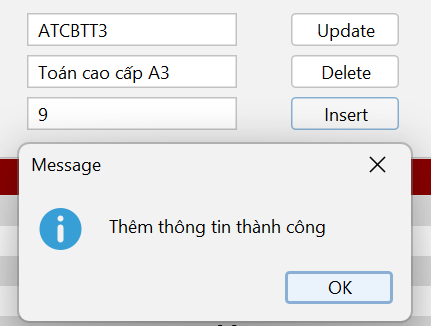 ATCBTT3
Update
Toán cao cấp A3
Delete
9
Insert
Message
Thêm thông tin thành công
OK